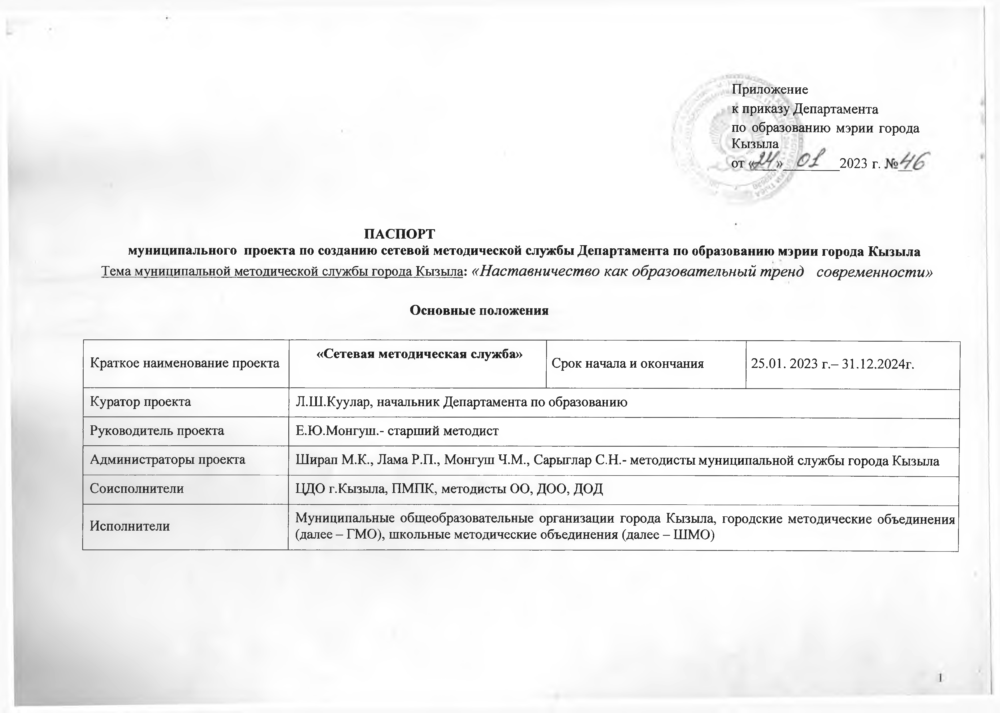 Приложение
к приказу Департамента
по образованию мэрии города
Кызыла
от «24» 01 2023 г. №46
ПАСПОРТ
муниципального проекта по созданию сетевой методической службы Департамента по образованию мэрии города Кызыла
Тема муниципальной методической службы города Кызыла: «Наставничество как образовательный тренд современности»
Основные положения
Краткое наименование проекта «Сетевая методическая служба» Срок начала и окончания 25.01. 2023 г.– 31.12.2024г.
Куратор проекта Л.Ш.Куулар, начальник Департамента по образованию
Руководитель проекта Е.Ю.Монгуш.- старший методист
Администраторы проекта Ширап М.К., Лама Р.П., Монгуш Ч.М., Сарыглар С.Н.- методисты муниципальной службы города Кызыла
Соисполнители ЦДО г.Кызыла, ПМПК, методисты ОО, ДОО, ДОД
Исполнители Муниципальные общеобразовательные организации города Кызыла, городские методические объединения
(далее – ГМО), школьные методические объединения (далее – ШМО)
1